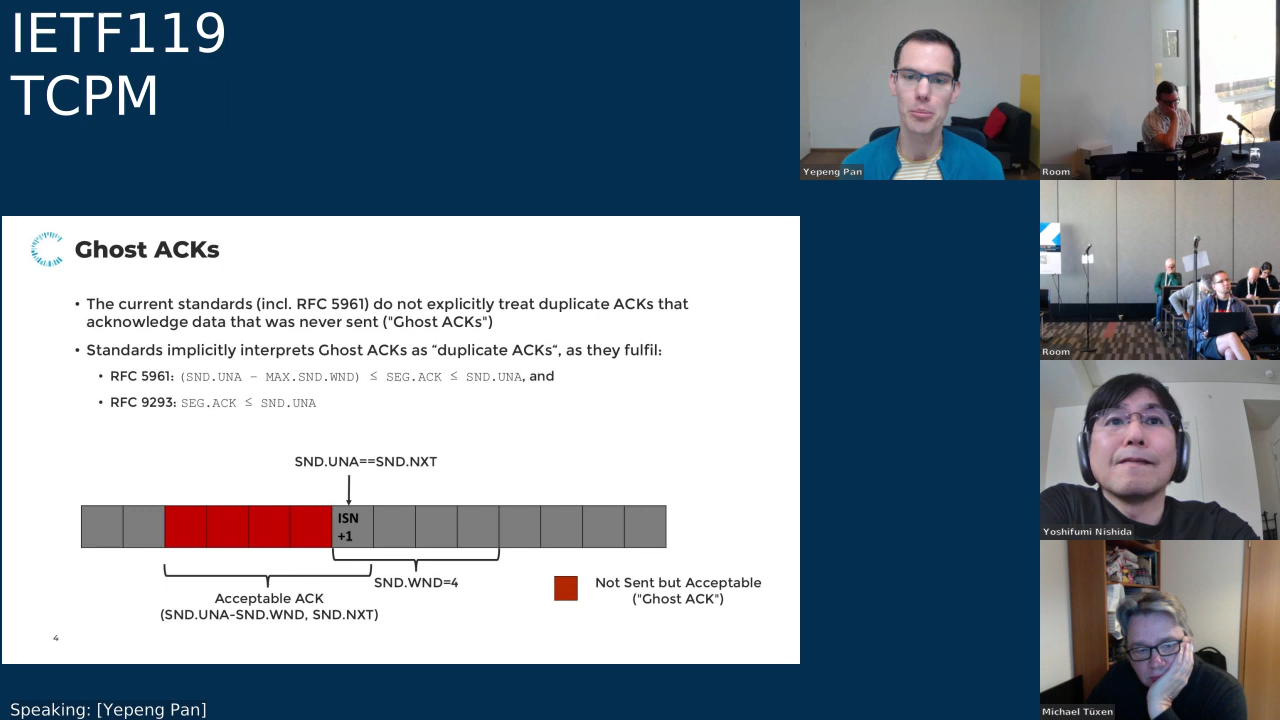 IETF119
TCPM
Yepeng Pan
Room
Ghost ACKs
• The current standards (incl. RFC 5961) do not explicitly treat duplicate ACKs that
acknowledge data that was never sent ("Ghost ACKs")
• Standards implicitly interprets Ghost ACKs as “duplicate ACKs“, as they fulfil:
• RFC 5961: (SND.UNA - MAX.SND.WND) ≤ SEG.ACK ≤ SND.UNA, and
• RFC 9293: SEG.ACK ≤ SND.UNA
SND.UNA==SND.NXT
ISN
+1
SND.WND=4
Acceptable ACK
(SND.UNA-SND.WND, SND.NXT)
Not Sent but Acceptable
("Ghost ACK")
4
Room
Yoshifumi Nishida
Michael Tüxen
Speaking: [Yepeng Pan]